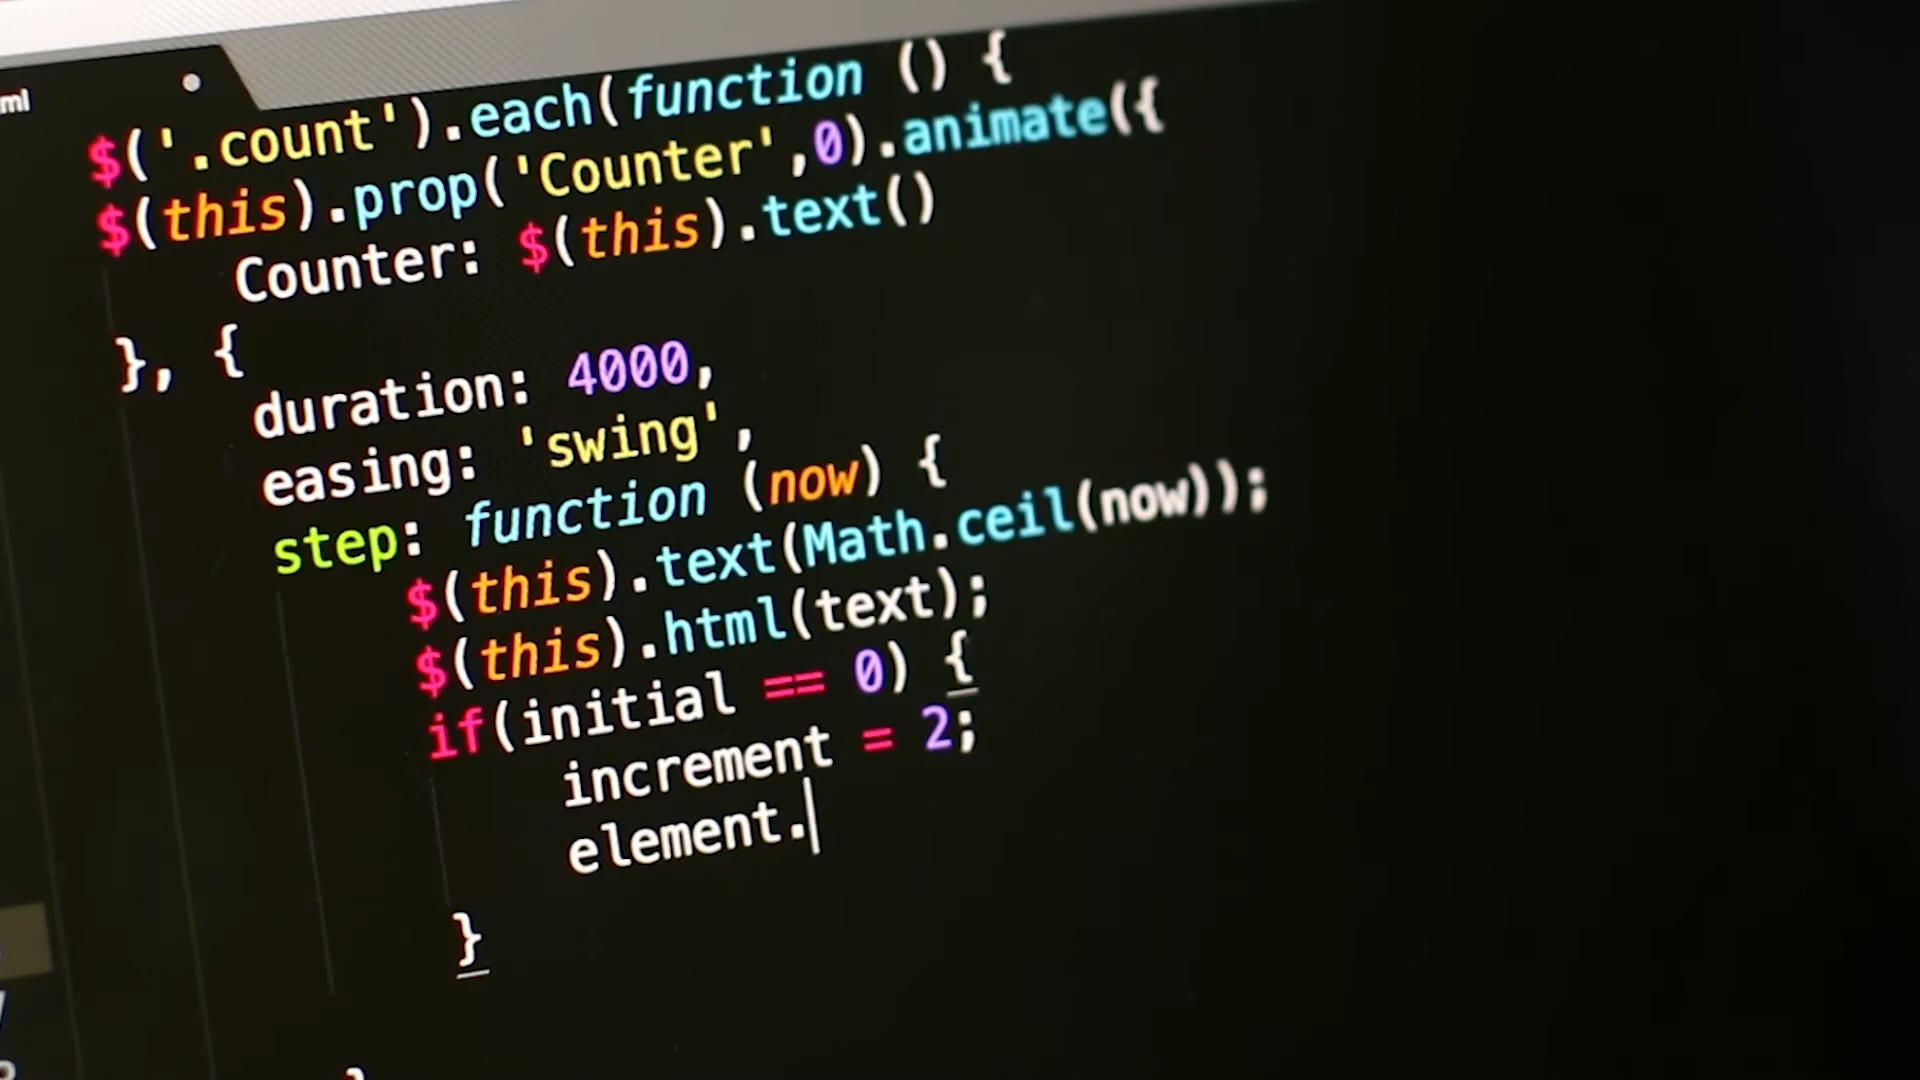 ml
$('.count').each(function () {
$(this).prop('Counter',0).animate({
Counter: $(this).text()
}, {
duration: 4000,
easing: 'swing',
step: function (now) {
$(this).text(Math.ceil(now));
$(this).html(text);
if(initial == 0) {
increment = 2;
element.
}